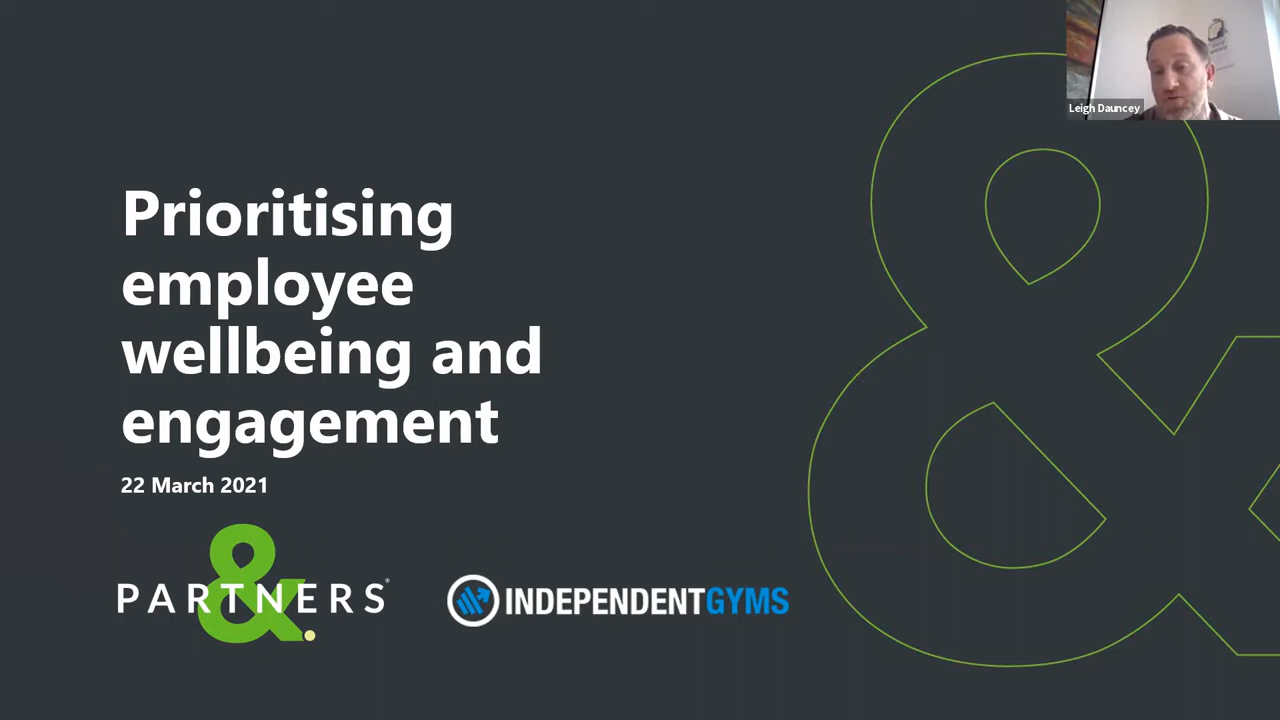 Leigh Dauncey
Prioritising
employee
wellbeing and
engagement
22 March 2021
PARTNERS
&
INDEPENDENTGYMS